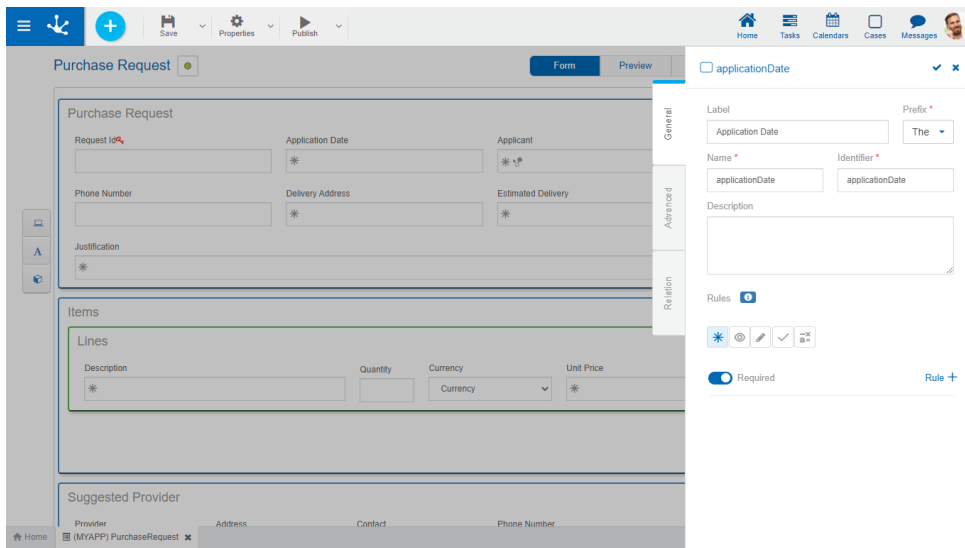 Save
Properties
Publish
Home
Tasks
Calendars
Cases
Messages
Purchase Request
Form
Preview
Purchase Request
Request Id
Application Date
Applicant
Phone Number
Delivery Address
Estimated Delivery
Justification
Items
Lines
Description
Quantity
Currency
Unit Price
Currency
Suggested Provider
Provider
Address
Contact
Phone Number
Home
(MYAPP) PurchaseRequest
General
Advanced
Relation
applicationDate
Label
Prefix *
Application Date
The
Name *
Identifier *
applicationDate
applicationDate
Description
Rules
Required
Rule +